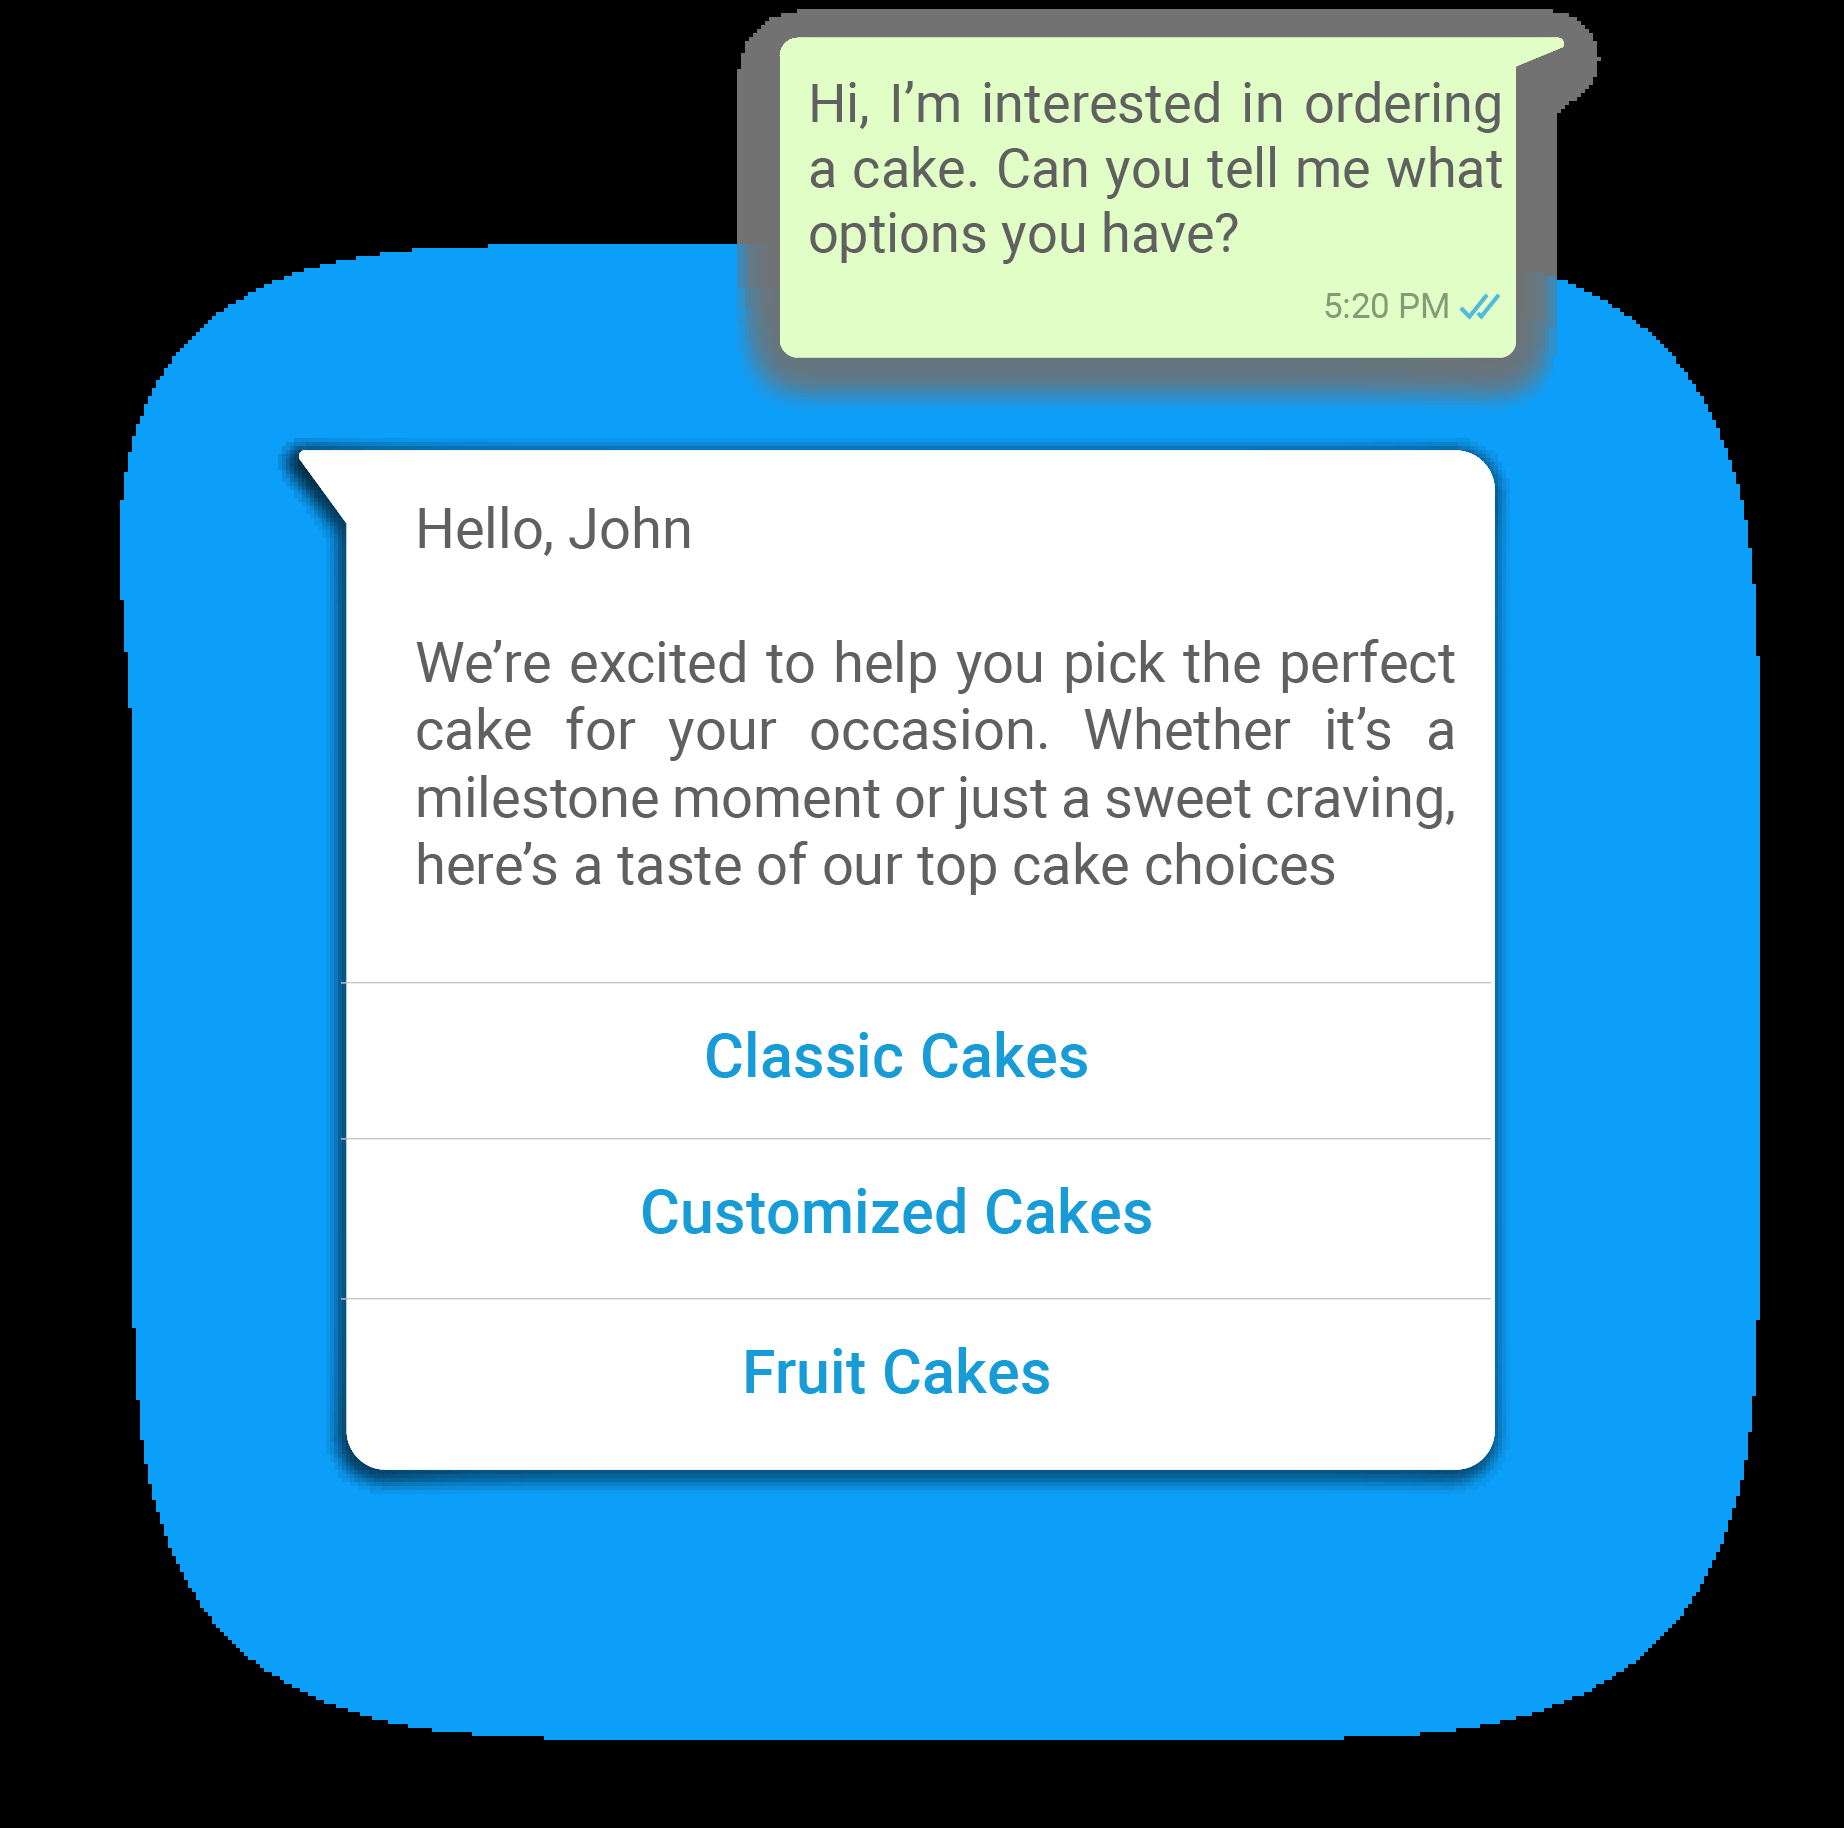 Hi, I’m interested in ordering
a cake. Can you tell me what
options you have?
5:20 PM
Hello, John
We’re excited to help you pick the perfect
cake for your occasion. Whether it’s a
milestone moment or just a sweet craving,
here’s a taste of our top cake choices
Classic Cakes
Customized Cakes
Fruit Cakes